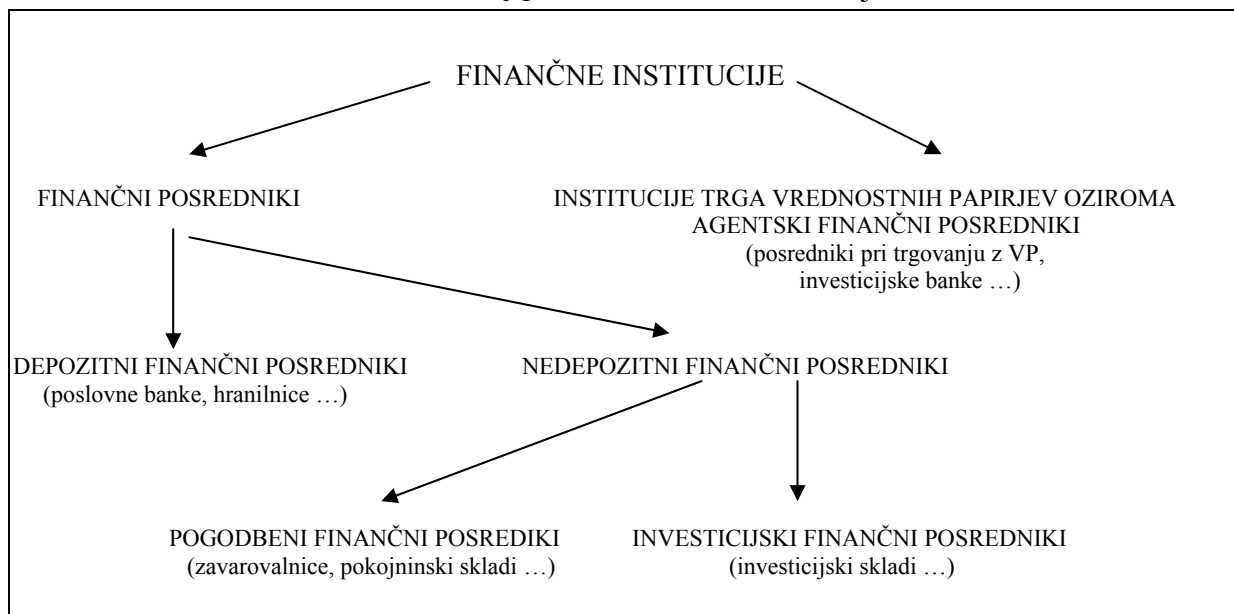 FINANČNE INSTITUCIJE
FINANČNI POSREDNIKI
INSTITUCIJE TRGA VREDNOSTNIH PAPIRJEV OZIROMA
AGENTSKI FINANČNI POSREDNIKI
(posredniki pri trgovanju z VP,
investicijske banke …)
DEPOZITNI FINANČNI POSREDNIKI
(poslovne banke, hranilnice …)
NEDEPOZITNI FINANČNI POSREDNIKI
POGODBENI FINANČNI POSREDIKI
(zavarovalnice, pokojninski skladi …)
INVESTICIJSKI FINANČNI POSREDNIKI
(investicijski skladi …)